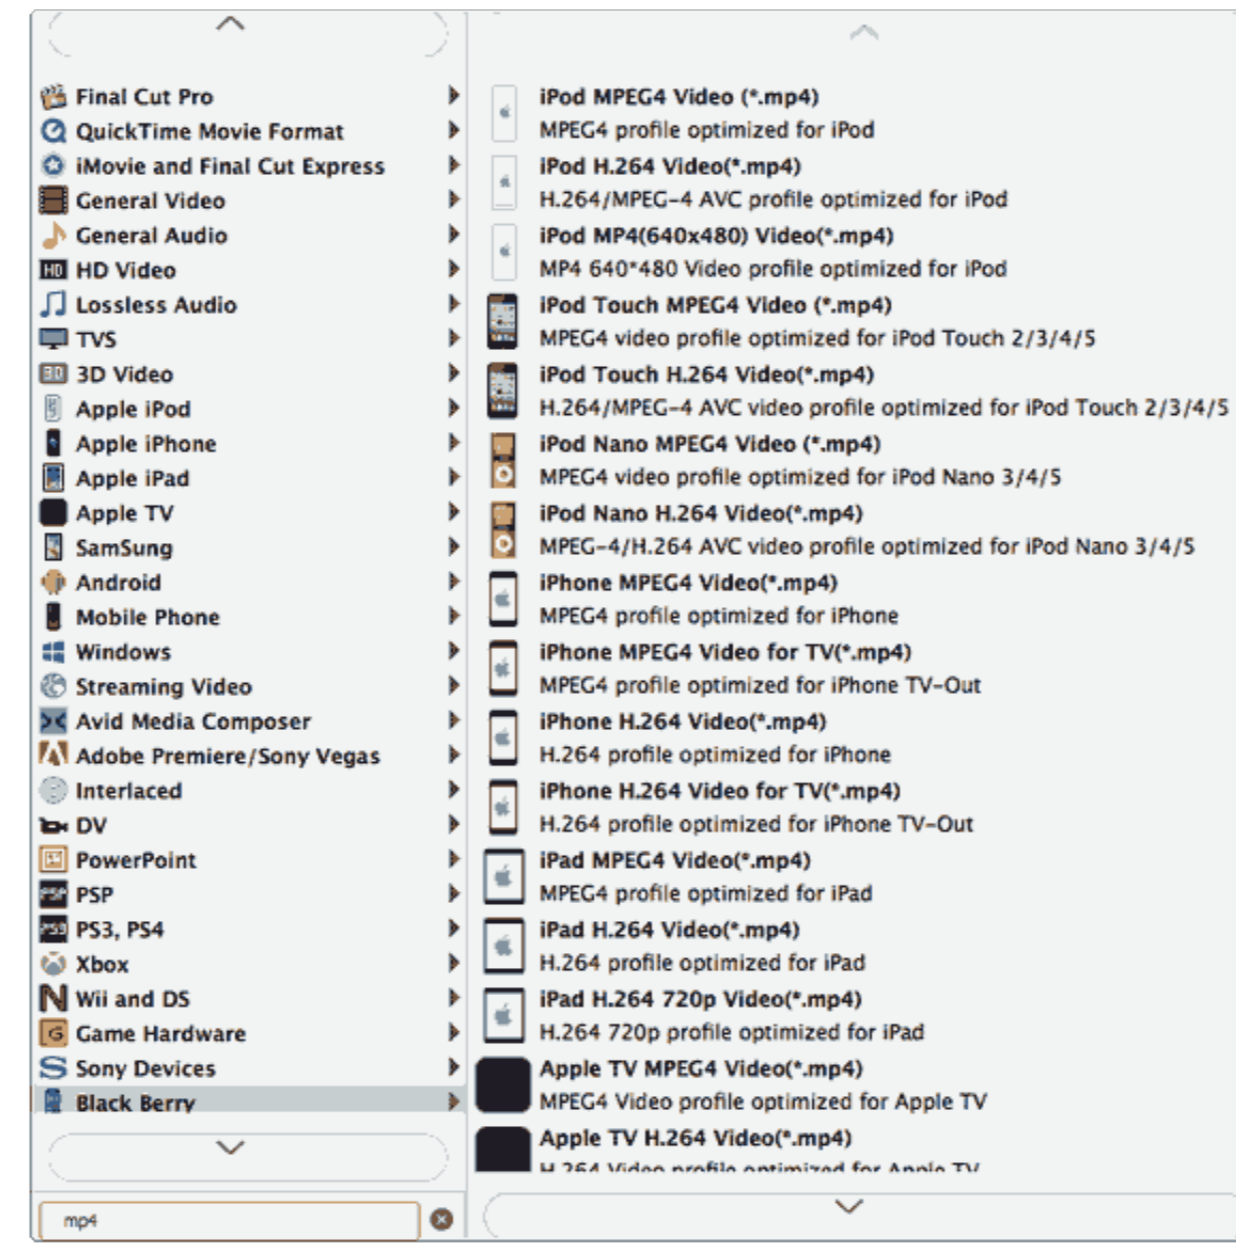 Final Cut Pro
QuickTime Movie Format
iMovie and Final Cut Express
General Video
General Audio
HD HD Video
Lossless Audio
TVS
3D 3D Video
Apple iPod
Apple iPhone
Apple iPad
Apple TV
SamSung
Android
Mobile Phone
Windows
Streaming Video
Avid Media Composer
Adobe Premiere/Sony Vegas
Interlaced
DV
PowerPoint
PSP
PS3, PS4
Xbox
Wii and DS
Game Hardware
Sony Devices
Black Berry
mp4
iPod MPEG4 Video (*.mp4)
MPEG4 profile optimized for iPod
iPod H.264 Video(*.mp4)
H.264/MPEG-4 AVC profile optimized for iPod
iPod MP4(640x480) Video(*.mp4)
MP4 640*480 Video profile optimized for iPod
iPod Touch MPEG4 Video (*.mp4)
MPEG4 video profile optimized for iPod Touch 2/3/4/5
iPod Touch H.264 Video(*.mp4)
H.264/MPEG-4 AVC video profile optimized for iPod Touch 2/3/4/5
iPod Nano MPEG4 Video (*.mp4)
MPEG4 video profile optimized for iPod Nano 3/4/5
iPod Nano H.264 Video(*.mp4)
MPEG-4/H.264 AVC video profile optimized for iPod Nano 3/4/5
iPhone MPEG4 Video(*.mp4)
MPEG4 profile optimized for iPhone
iPhone MPEG4 Video for TV(*.mp4)
MPEG4 profile optimized for iPhone TV-Out
iPhone H.264 Video(*.mp4)
H.264 profile optimized for iPhone
iPhone H.264 Video for TV(*.mp4)
H.264 profile optimized for iPhone TV-Out
iPad MPEG4 Video(*.mp4)
MPEG4 profile optimized for iPad
iPad H.264 Video(*.mp4)
H.264 profile optimized for iPad
iPad H.264 720p Video(*.mp4)
H.264 720p profile optimized for iPad
Apple TV MPEG4 Video(*.mp4)
MPEG4 Video profile optimized for Apple TV
Apple TV H.264 Video(*.mp4)
H.264 Video profile optimized for Apple TV